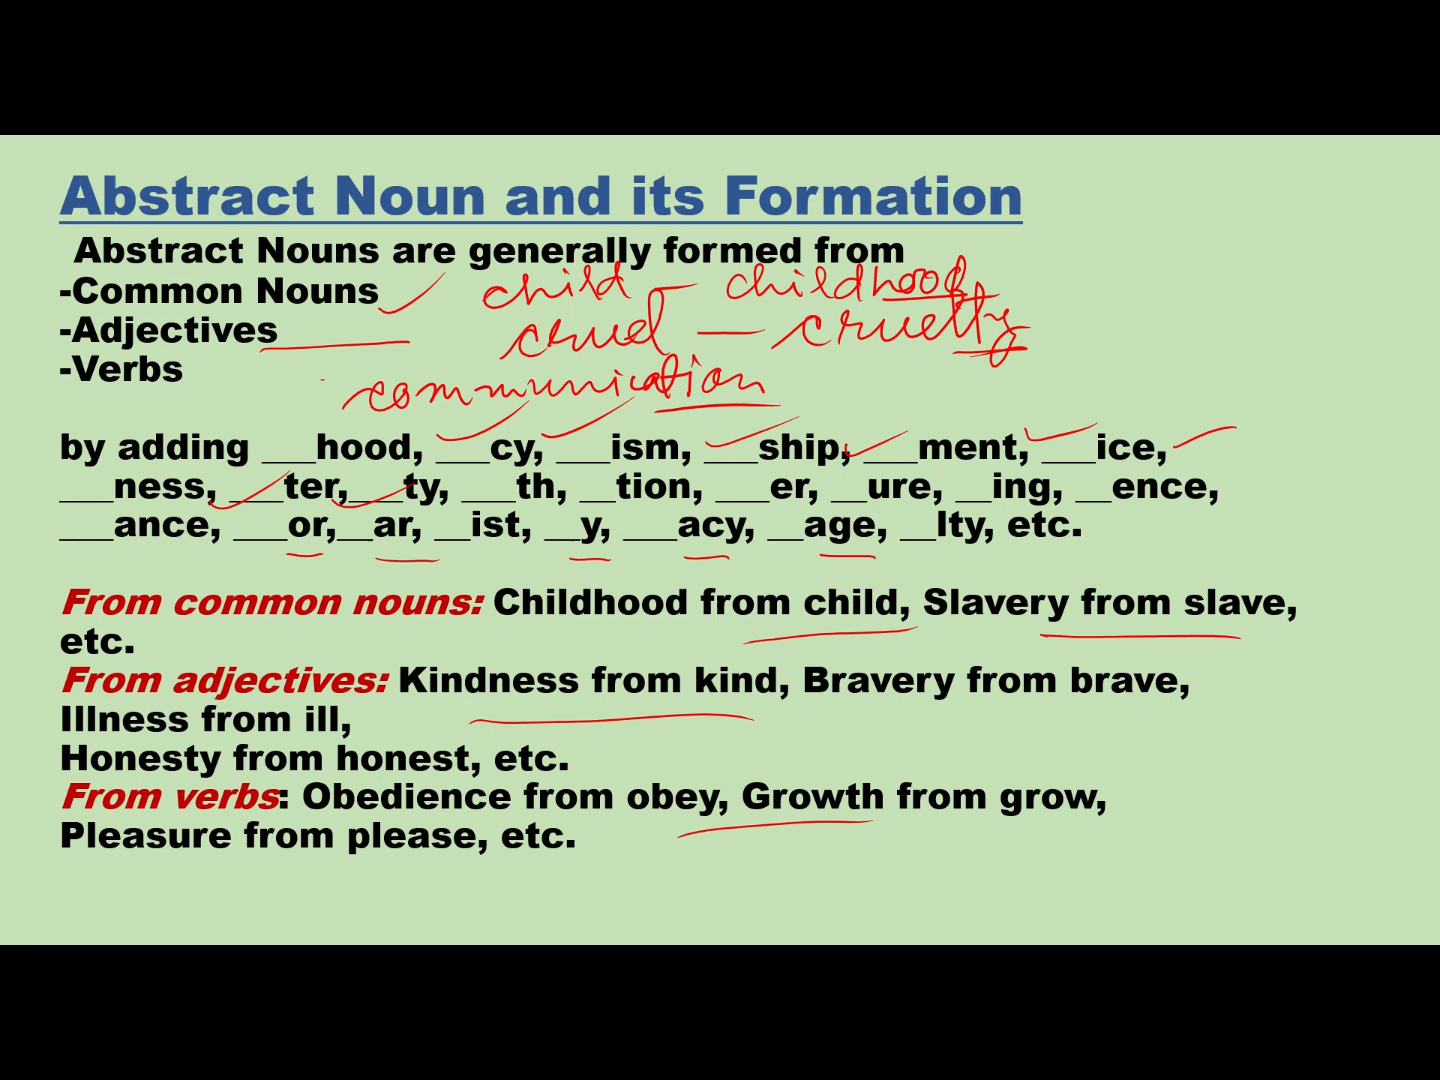 Abstract Noun and its Formation
Abstract Nouns are generally formed from
-Common Nouns child - childhood
-Adjectives cruel - cruelty
-Verbs communication
by adding ___hood, ___cy, ___ism, ___ship, ___ment, ___ice,
___ness, ___ter,___ty, ___th, __tion, ___er, __ure, __ing, __ence,
___ance, ___or,__ar, __ist, __y, ___acy, __age, __lty, etc.
From common nouns: Childhood from child, Slavery from slave,
etc.
From adjectives: Kindness from kind, Bravery from brave,
Illness from ill,
Honesty from honest, etc.
From verbs: Obedience from obey, Growth from grow,
Pleasure from please, etc.